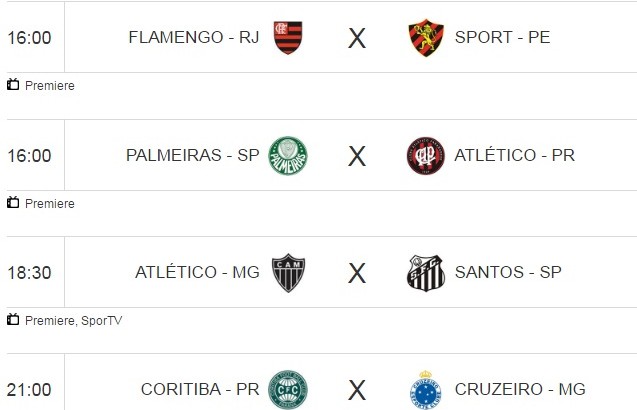 16:00 FLAMENGO - RJ X SPORT - PE
Premiere
16:00 PALMEIRAS - SP X ATLÉTICO - PR
Premiere
18:30 ATLÉTICO - MG X SANTOS - SP
Premiere, SporTV
21:00 CORITIBA - PR X CRUZEIRO - MG